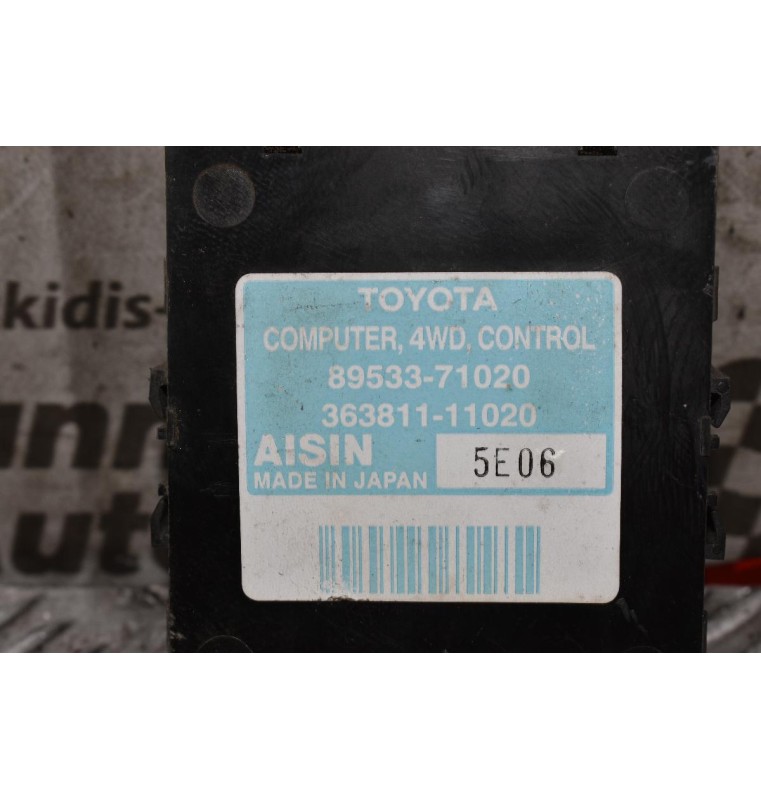 TOYOTA
COMPUTER, 4WD, CONTROL
89533-71020
363811-11020
AISIN
MADE IN JAPAN
5E06